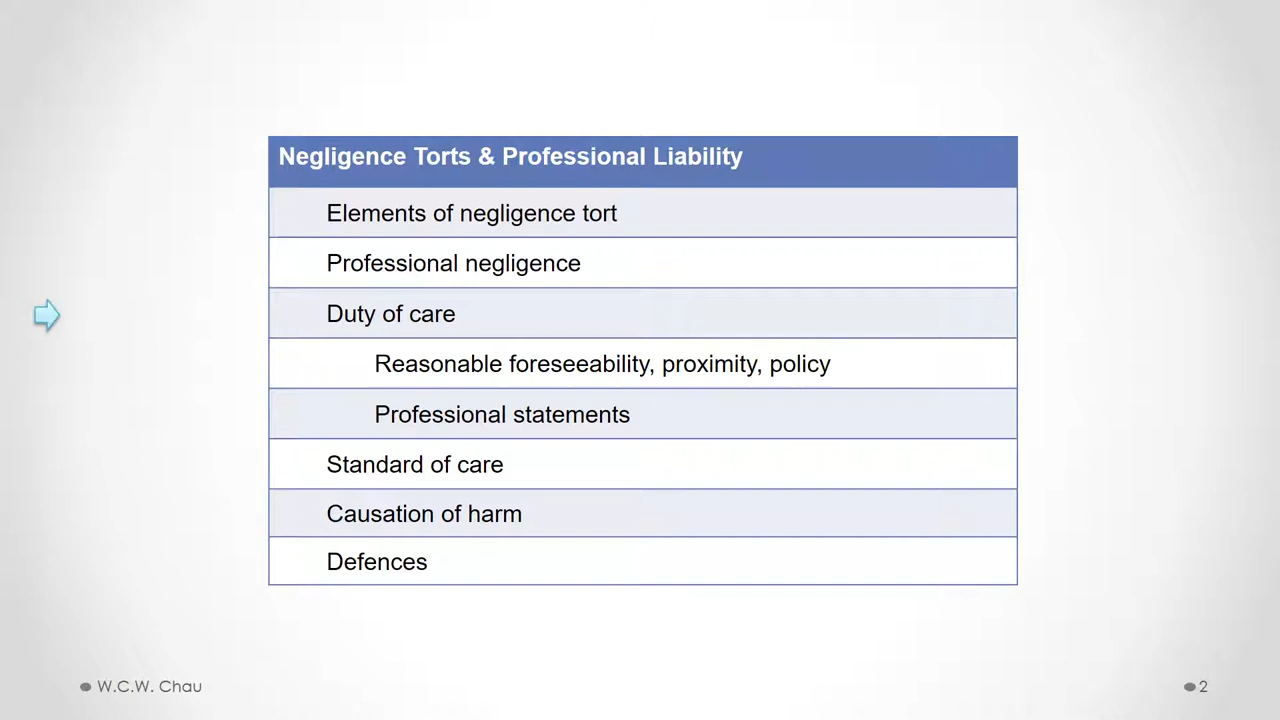 Negligence Torts & Professional Liability
Elements of negligence tort
Professional negligence
Duty of care
Reasonable foreseeability, proximity, policy
Professional statements
Standard of care
Causation of harm
Defences
W.C.W. Chau
2